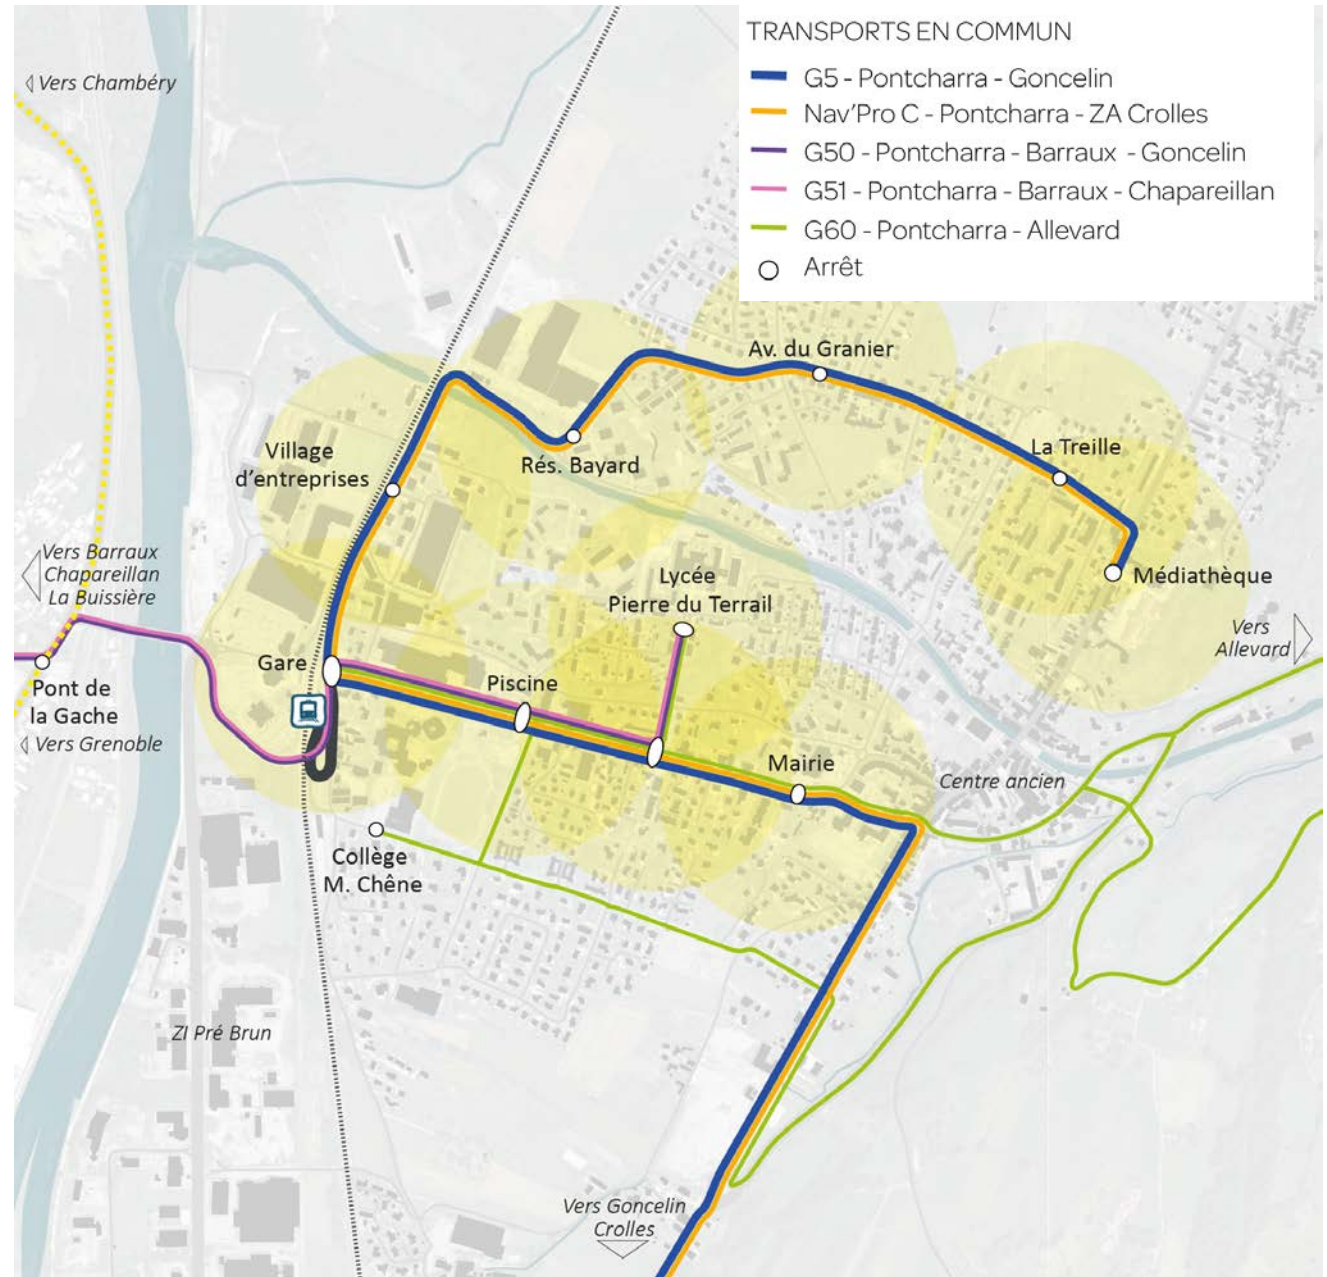 TRANSPORTS EN COMMUN
G5 - Pontcharra - Goncelin
Nav'Pro C - Pontcharra - ZA Crolles
G50 - Pontcharra - Barraux - Goncelin
G51 - Pontcharra - Barraux - Chapareillan
G60 - Pontcharra - Allevard
Arrêt
Vers Chambéry
Av. du Granier
La Treille
Village
d'entreprises
Rés. Bayard
Vers Barraux
Chapareillan
La Buissière
Lycée
Pierre du Terrail
Médiathèque
Vers
Allevard
Gare
Piscine
Pont de
la Gache
Vers Grenoble
Mairie
Centre ancien
Collège
M. Chêne
ZI Pré Brun
Vers Goncelin
Crolles